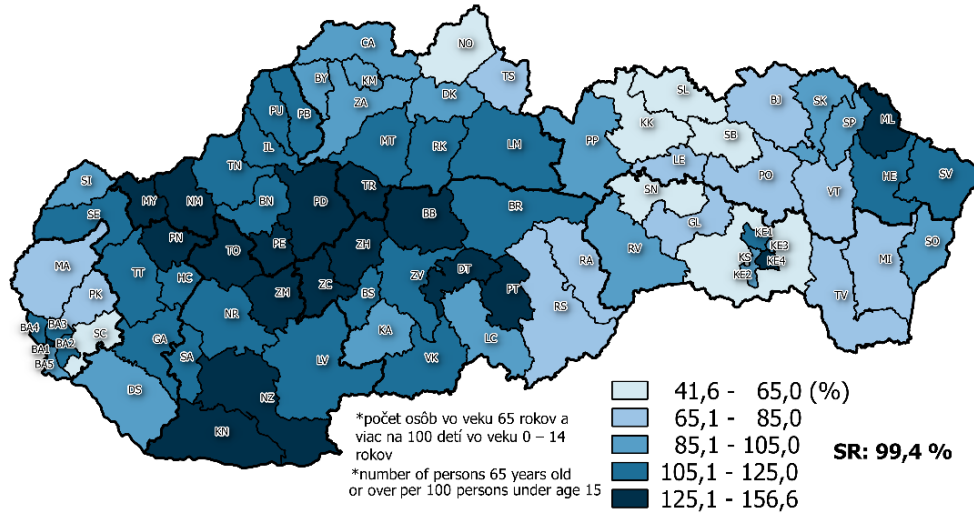 CA
NO
BY
KM
TS
PU
PB
ZA
DK
SL
BJ
SK
ML
KK
SB
SP
IL
MT
RK
LM
PP
TN
LE
PO
HE
SV
SI
MY
NM
BN
PD
TR
SN
VT
SE
BB
BR
GL
PN
TO
PE
ZH
KE1
SO
MA
TT
HC
ZV
DT
RA
RV
KS
KE3
KE4
MI
PK
ZM
ZC
BS
PT
KE2
BA4
BA3
NR
RS
TV
BA1
BA2
SC
GA
SA
LV
KA
LC
BA5
VK
DS
NZ
KN
*počet osôb vo veku 65 rokov a
viac na 100 detí vo veku 0 – 14
rokov
*number of persons 65 years old
or over per 100 persons under age 15
41,6 - 65,0 (%)
65,1 - 85,0
85,1 - 105,0
105,1 - 125,0
125,1 - 156,6
SR: 99,4 %